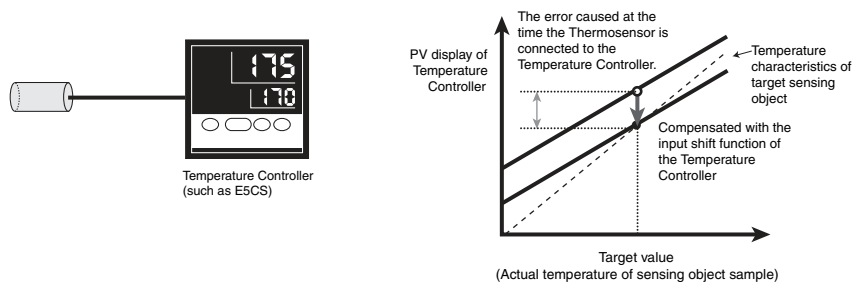 175
170
Temperature Controller
(such as E5CS)
The error caused at the
time the Thermosensor is
connected to the
Temperature Controller.
PV display of
Temperature
Controller
Temperature
characteristics of
target sensing
object
Compensated with the
input shift function of
the Temperature
Controller
Target value
(Actual temperature of sensing object sample)